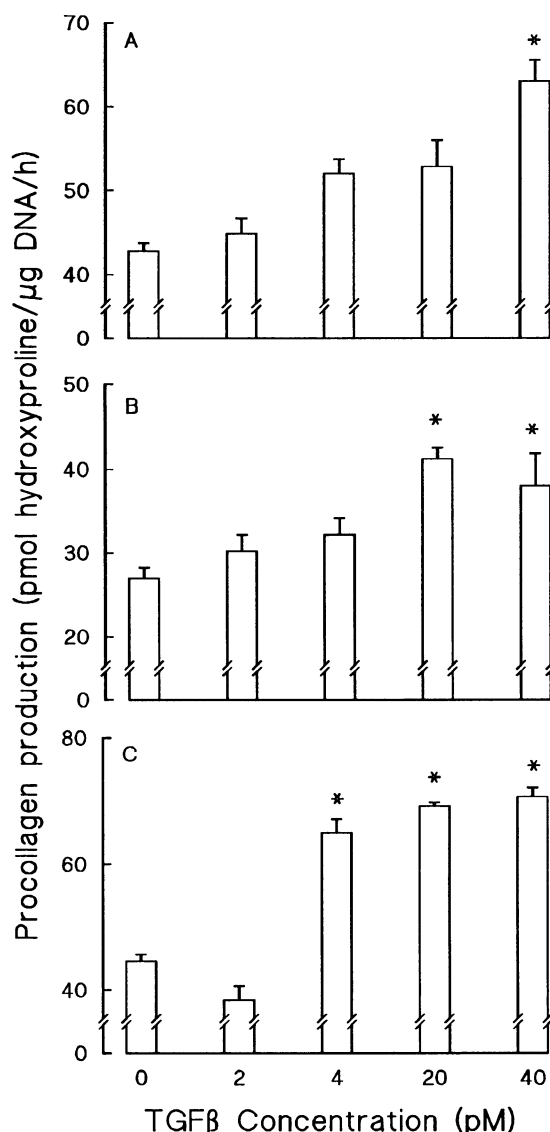 Procollagen production (pmol hydroxyproline/µg DNA/h)
A
70
60
50
40
0
*
B
50
40
30
20
0
* *
C
80
60
40
0
* * *
0 2 4 20 40
TGFß Concentration (pM)